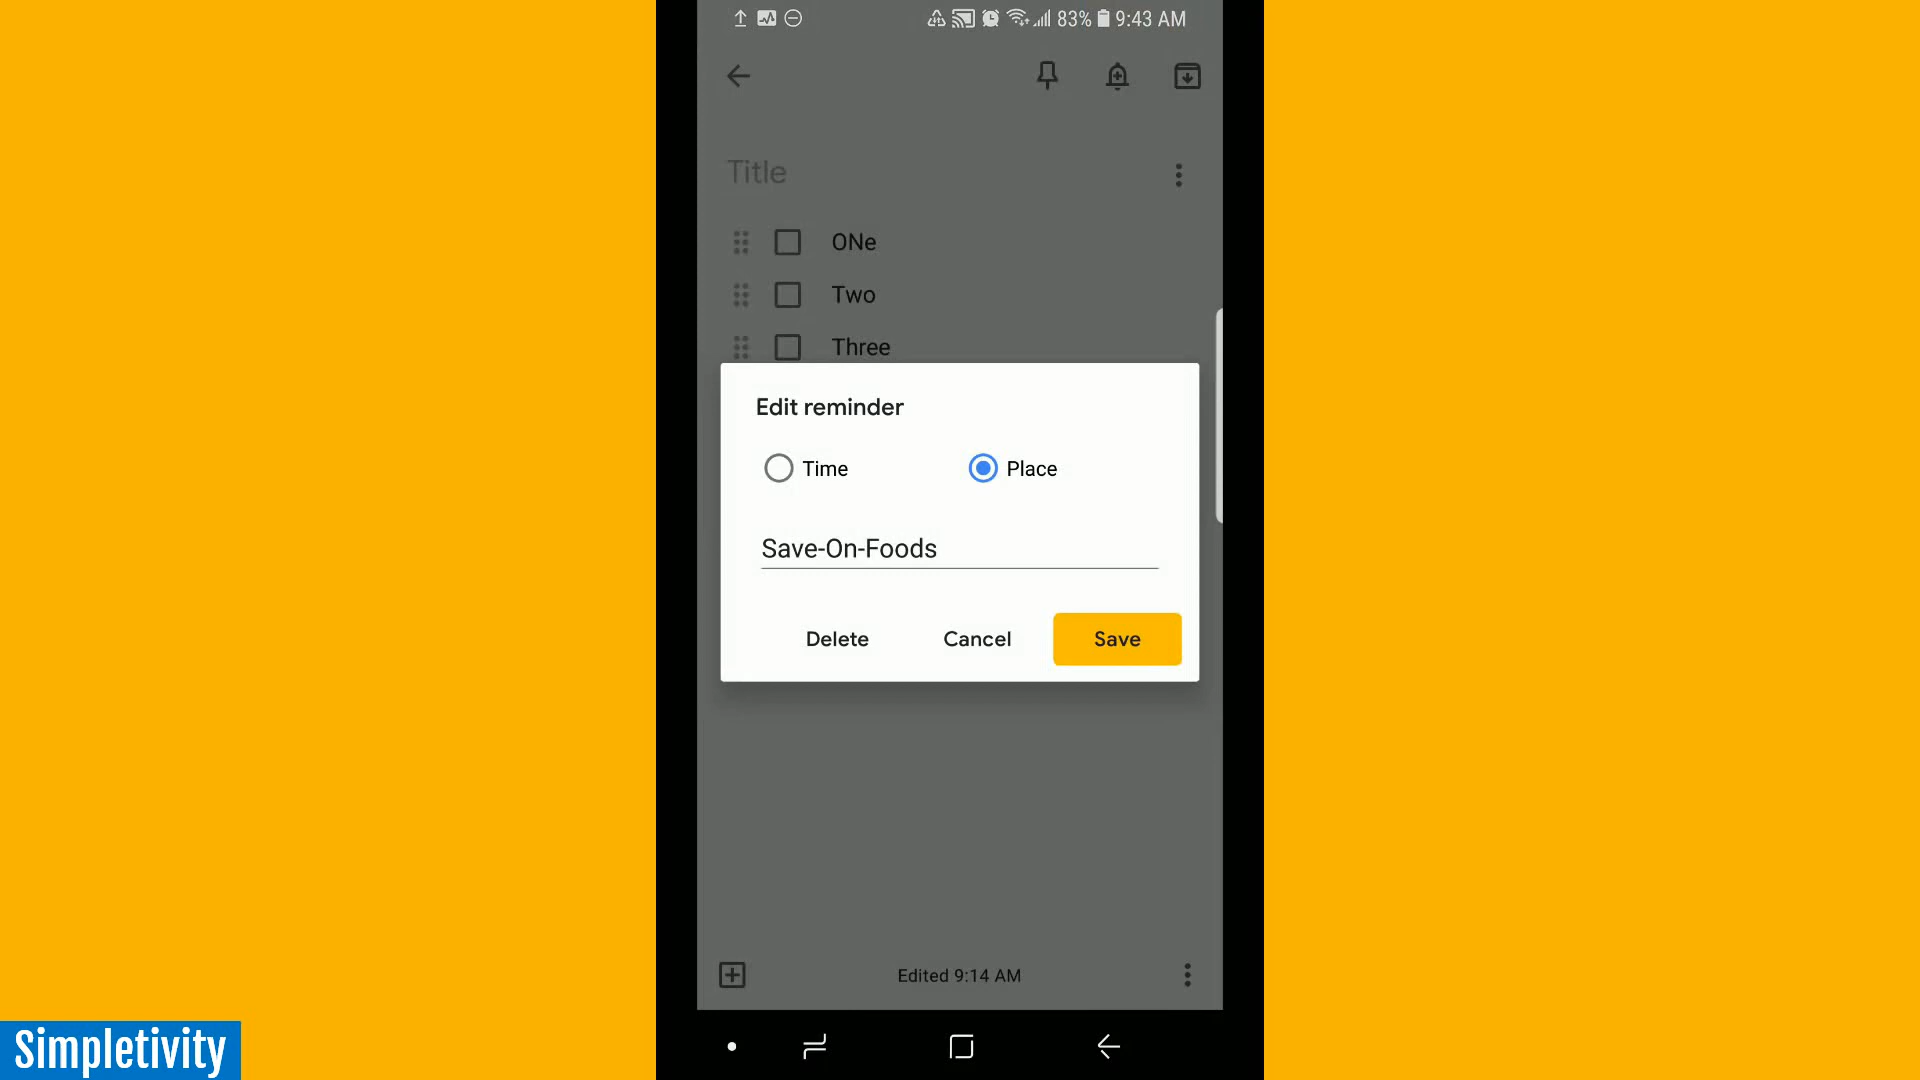 83% 9:43 AM
Title
ONe
Two
Three
Edit reminder
Time Place
Save-On-Foods
Delete Cancel Save
Edited 9:14 AM
Simpletivity